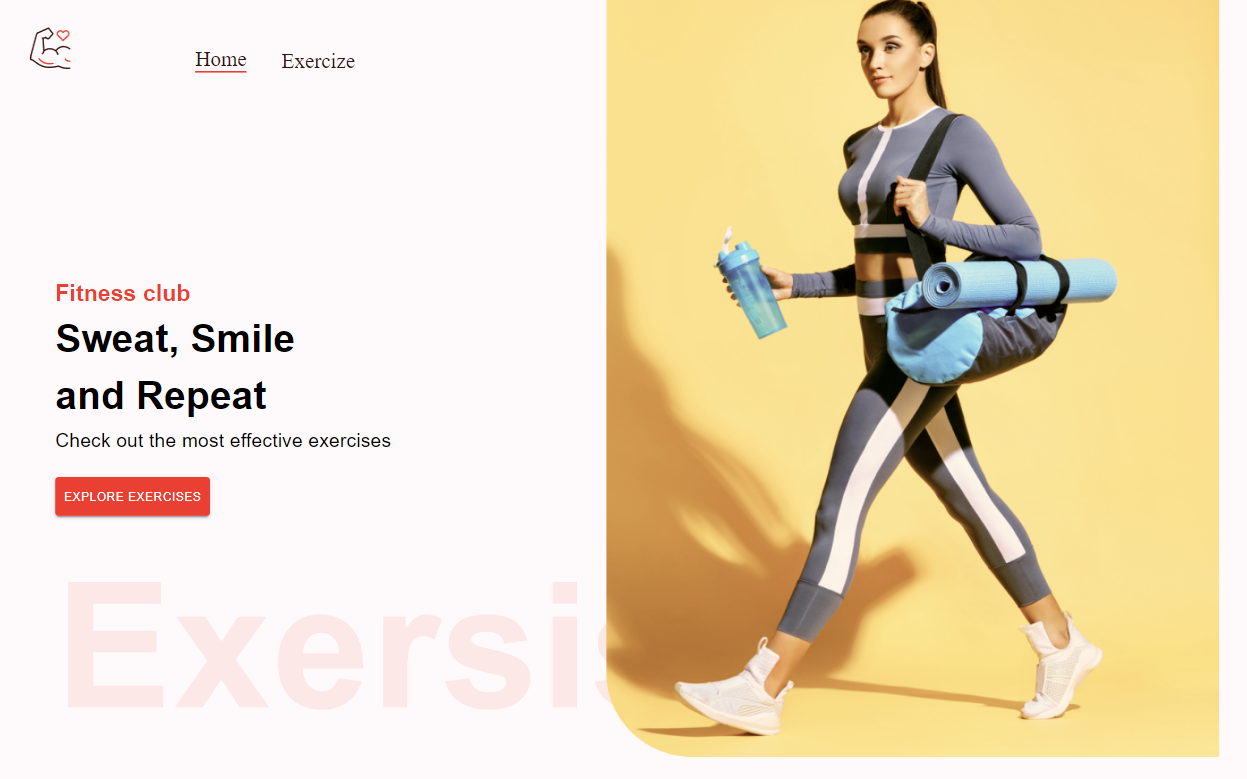 Home
Exercize
Fitness club
Sweat, Smile
and Repeat
Check out the most effective exercises
EXPLORE EXERCISES
Exersis